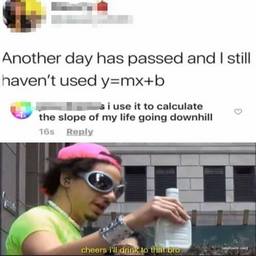 Another day has passed and I still
haven't used y=mx+b
i use it to calculate
the slope of my life going downhill
16s Reply
cheers i'll drink to that bro